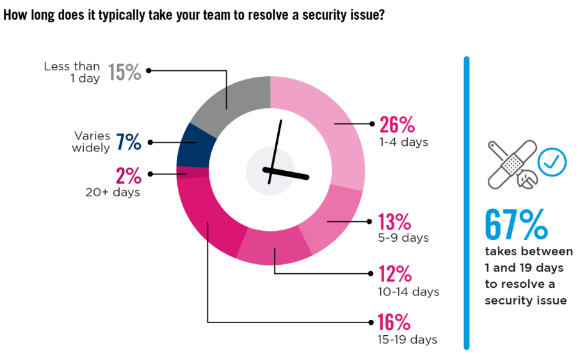 How long does it typically take your team to resolve a security issue?
Less than
1 day
15%
26%
1-4 days
Varies
widely
7%
2%
20+ days
13%
5-9 days
12%
10-14 days
16%
15-19 days
67%
takes between
1 and 19 days
to resolve a
security issue